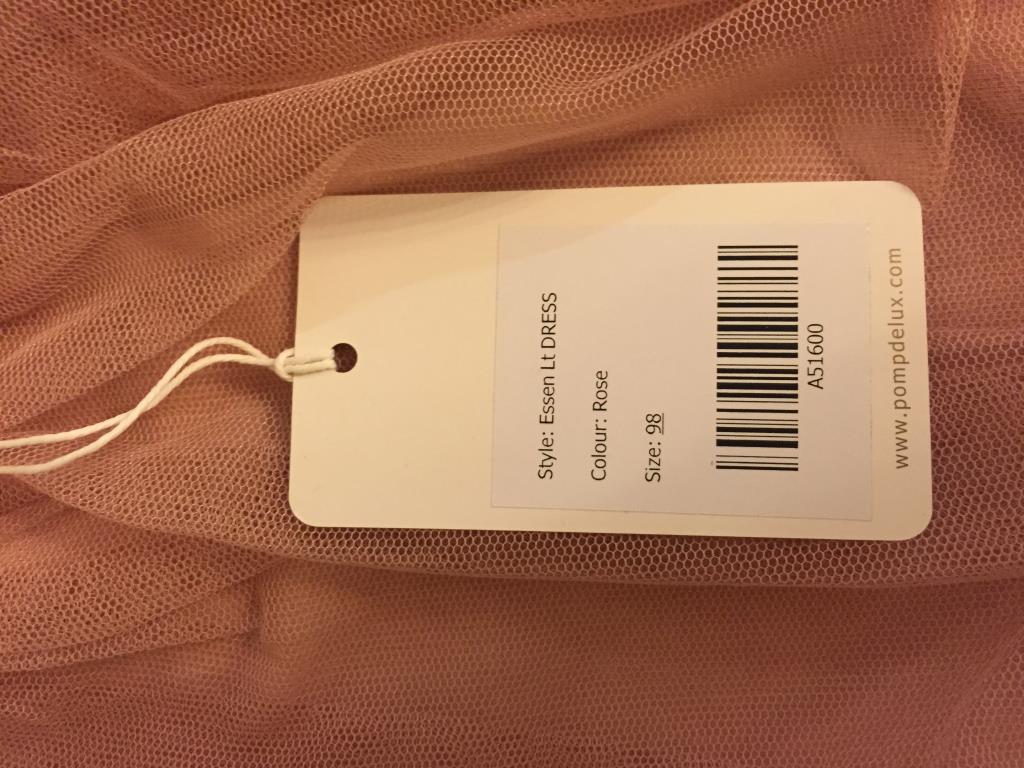 Style: Essen Lt DRESS
Colour: Rose
Size: 98
A51600
www.pompdelux.com